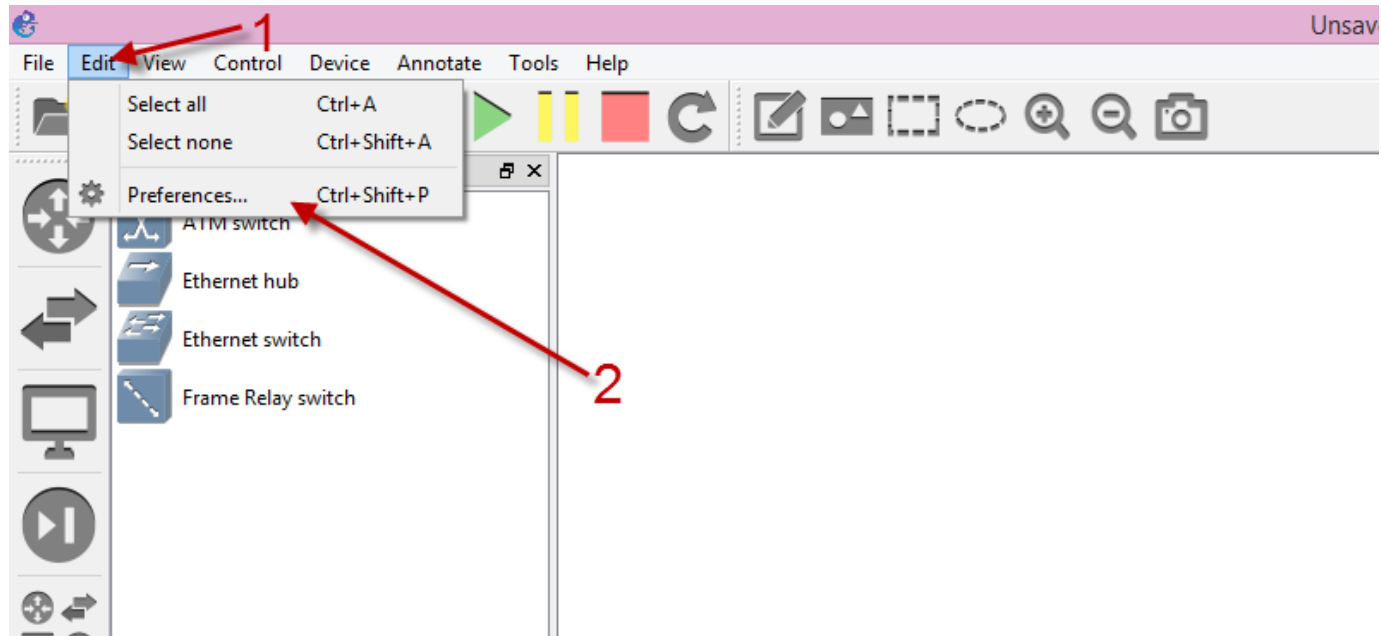 1
Unsav
File Edit View Control Device Annotate Tools Help
Select all Ctrl+A
Select none Ctrl+Shift+A
Preferences... Ctrl+Shift+P
ATM switch
Ethernet hub
Ethernet switch
Frame Relay switch
2